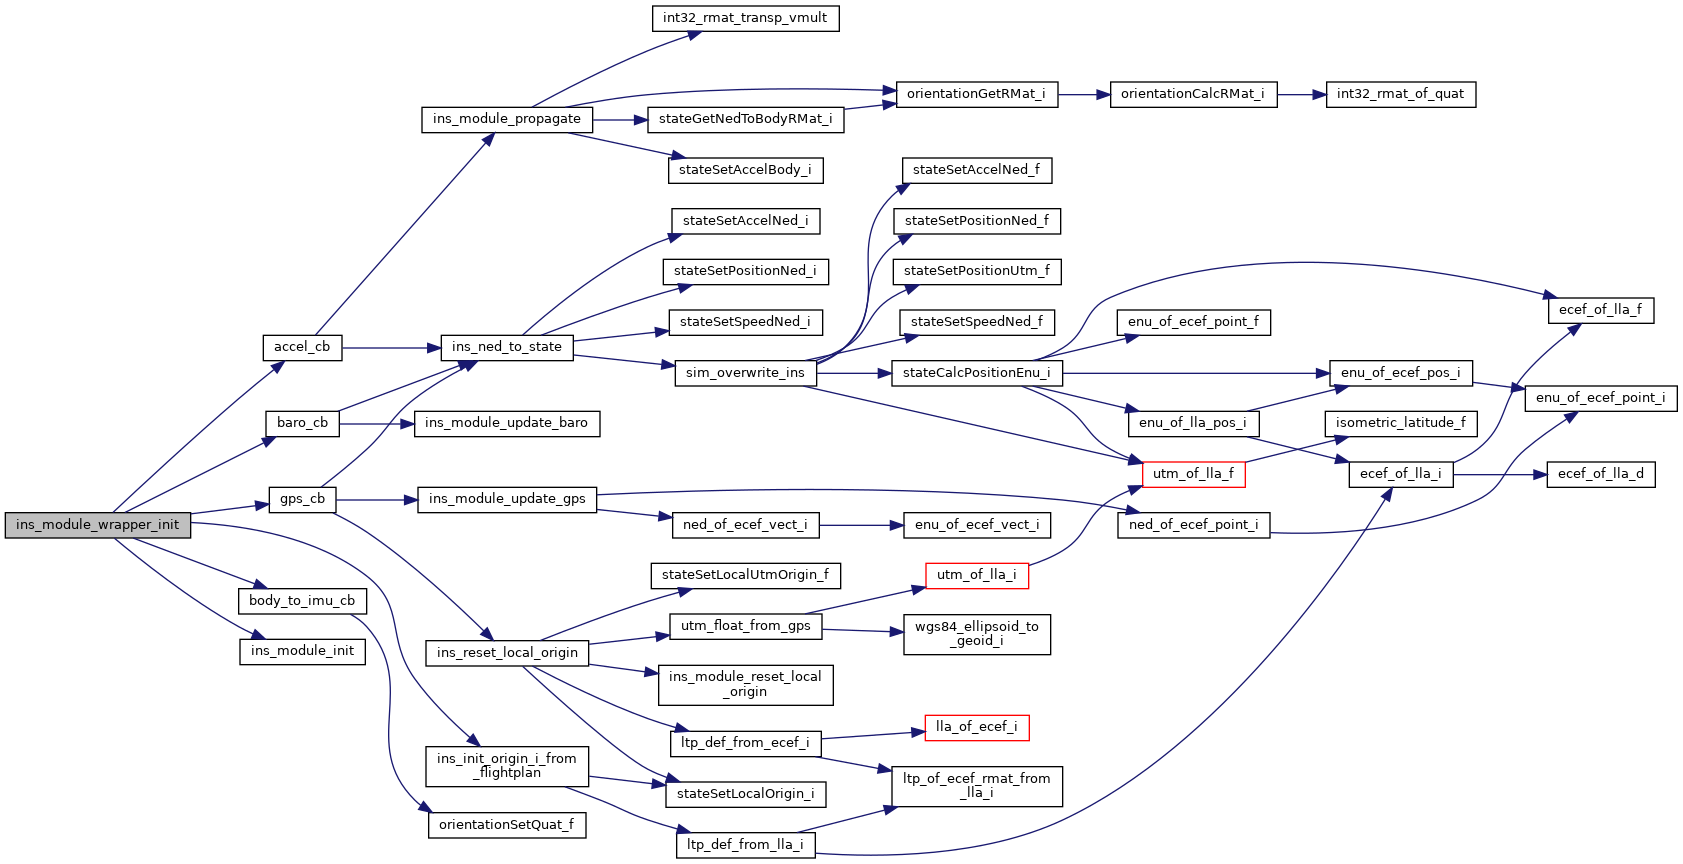 int32_rmat_transp_vmult
orientationGetRMat_i
orientationCalcRMat_i
int32_rmat_of_quat
ins_module_propagate
stateGetNedToBodyRMat_i
stateSetAccelBody_i
stateSetAccelNed_f
stateSetAccelNed_i
stateSetPositionNed_f
stateSetPositionNed_i
stateSetPositionUtm_f
ecef_of_lla_f
stateSetSpeedNed_i
stateSetSpeedNed_f
enu_of_ecef_point_f
accel_cb
ins_ned_to_state
sim_overwrite_ins
stateCalcPositionEnu_i
enu_of_ecef_pos_i
enu_of_ecef_point_i
baro_cb
ins_module_update_baro
enu_of_lla_pos_i
isometric_latitude_f
utm_of_lla_f
ecef_of_lla_i
ecef_of_lla_d
gps_cb
ins_module_update_gps
ins_module_wrapper_init
ned_of_ecef_vect_i
enu_of_ecef_vect_i
ned_of_ecef_point_i
stateSetLocalUtmOrigin_f
utm_of_lla_i
body_to_imu_cb
utm_float_from_gps
wgs84_ellipsoid_to
_geoid_i
ins_module_init
ins_reset_local_origin
ins_module_reset_local
_origin
lla_of_ecef_i
ltp_def_from_ecef_i
ins_init_origin_i_from
_flightplan
ltp_of_ecef_rmat_from
_lla_i
stateSetLocalOrigin_i
orientationSetQuat_f
ltp_def_from_lla_i